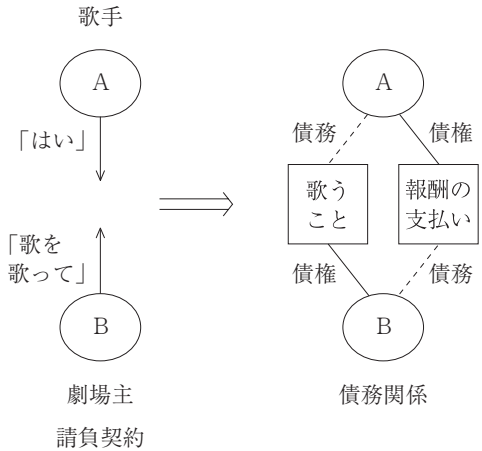 歌手
A
「はい」
「歌を
歌って」
B
劇場主
請負契約
A
債務
債権
歌う
こと
報酬の
支払い
債権
債務
B
債務関係